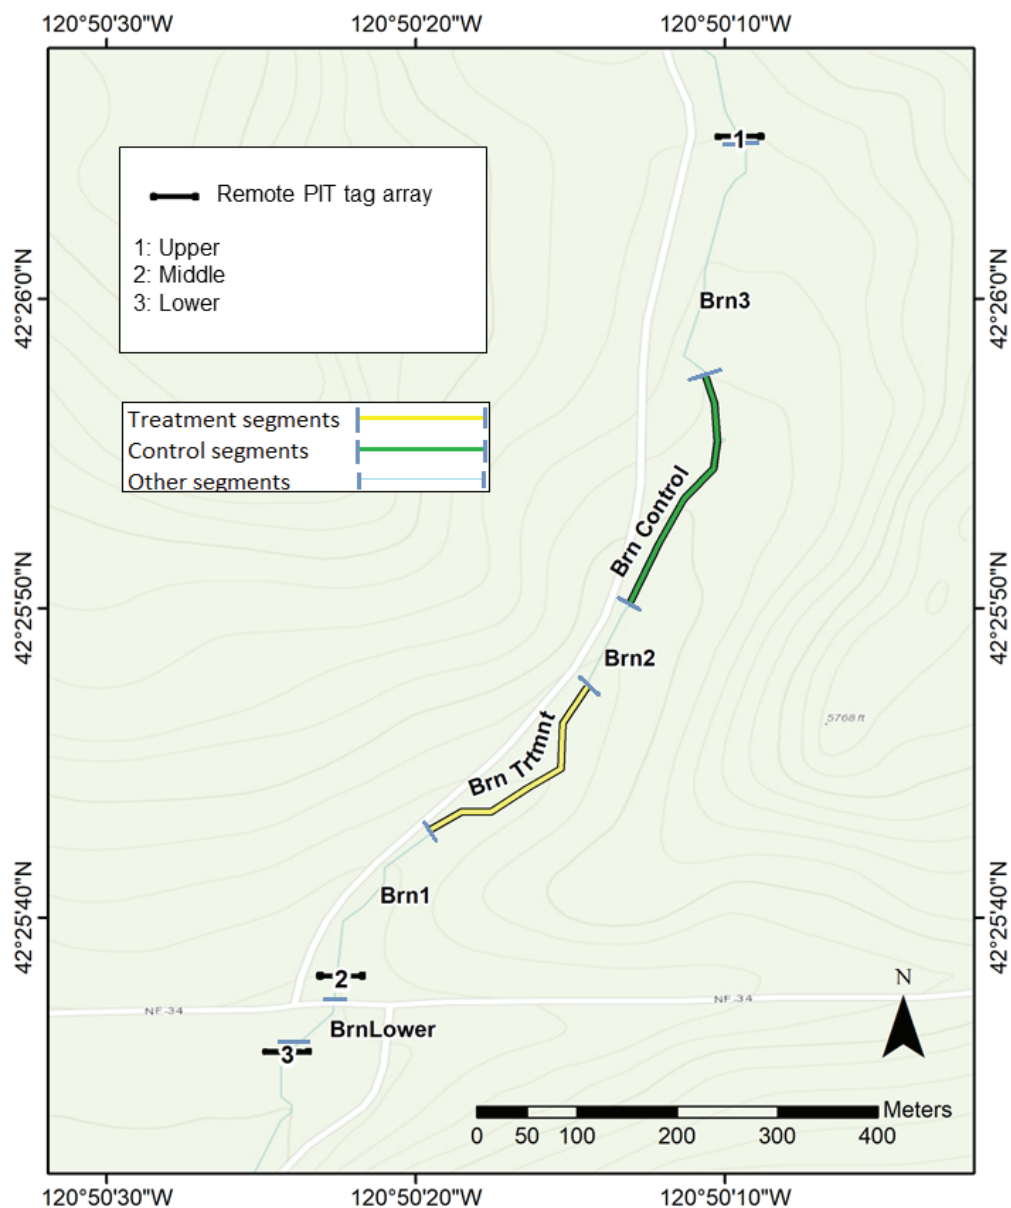 120°50'30"W 120°50'20"W 120°50'10"W
1
Remote PIT tag array
1: Upper
2: Middle
3: Lower
42°26'0"N
42°26'0"N
Brn3
Treatment segments
Control segments
Other segments
Brn Control
42°25'50"N
42°25'50"N
Brn2
5768 ft
Brn Trtmnt
Brn1
42°25'40"N
42°25'40"N
2
N
NF-34
NF-34
BrnLower
3
Meters
0 50 100 200 300 400
120°50'30"W 120°50'20"W 120°50'10"W